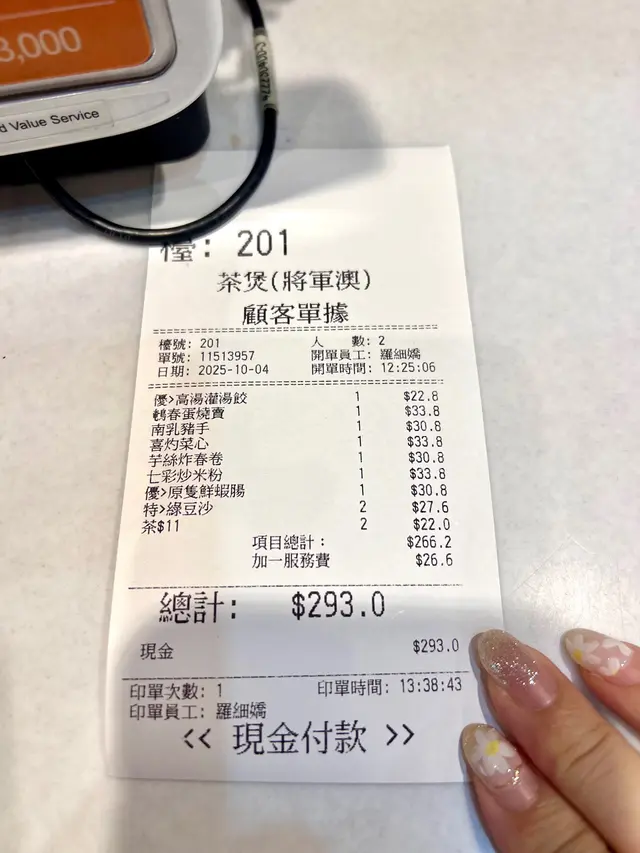 3,000
d Value Service
檯: 201
茶煲(將軍澳)
顧客單據
檯號: 201 人 數: 2
單號: 11513957 開單員工: 羅細嬌
日期: 2025-10-04 開單時間: 12:25:06
優>高湯灌湯餃 1 $22.8
鵪春蛋燒賣 1 $33.8
南乳豬手 1 $30.8
喜灼菜心 1 $33.8
芋絲炸春卷 1 $30.8
七彩炒米粉 1 $33.8
優>原隻鮮蝦腸 1 $30.8
特>綠豆沙 2 $27.6
茶$11 2 $22.0
項目總計: $266.2
加一服務費 $26.6
總計: $293.0
現金 $293.0
印單次數: 1 印單時間: 13:38:43
印單員工: 羅細嬌
<< 現金付款 >>